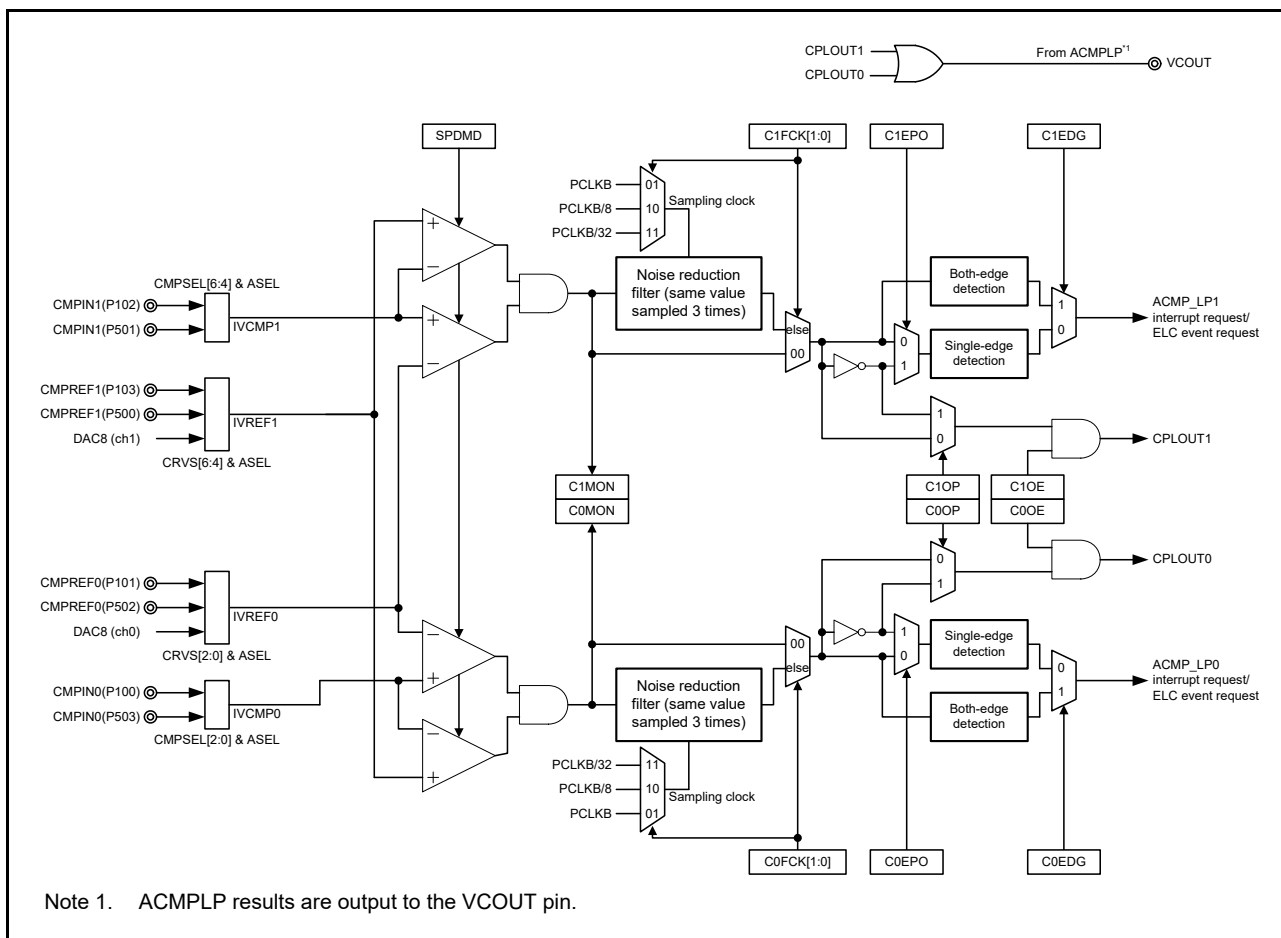 CPLOUT1
CPLOUT0
From ACMPLP*1
VCOUT
SPDMD
C1FCK[1:0]
C1EPO
C1EDG
PCLKB
PCLKB/8
PCLKB/32
01
10
11
Sampling clock
+
−
+
−
CMPSEL[6:4] & ASEL
CMPIN1(P102)
CMPIN1(P501)
IVCMP1
Noise reduction
filter (same value
sampled 3 times)
else
00
0
1
Both-edge
detection
Single-edge
detection
1
0
ACMP_LP1
interrupt request/
ELC event request
CMPREF1(P103)
CMPREF1(P500)
DAC8 (ch1)
IVREF1
CRVS[6:4] & ASEL
1
0
CPLOUT1
C1MON
C0MON
C1OP
C0OP
C1OE
C0OE
0
1
CPLOUT0
CMPREF0(P101)
CMPREF0(P502)
DAC8 (ch0)
IVREF0
CRVS[2:0] & ASEL
CMPIN0(P100)
CMPIN0(P503)
IVCMP0
CMPSEL[2:0] & ASEL
−
+
−
+
Noise reduction
filter (same value
sampled 3 times)
00
else
1
0
Single-edge
detection
Both-edge
detection
0
1
ACMP_LP0
interrupt request/
ELC event request
PCLKB/32
PCLKB/8
PCLKB
11
10
01
Sampling clock
C0FCK[1:0]
C0EPO
C0EDG
Note 1. ACMPLP results are output to the VCOUT pin.